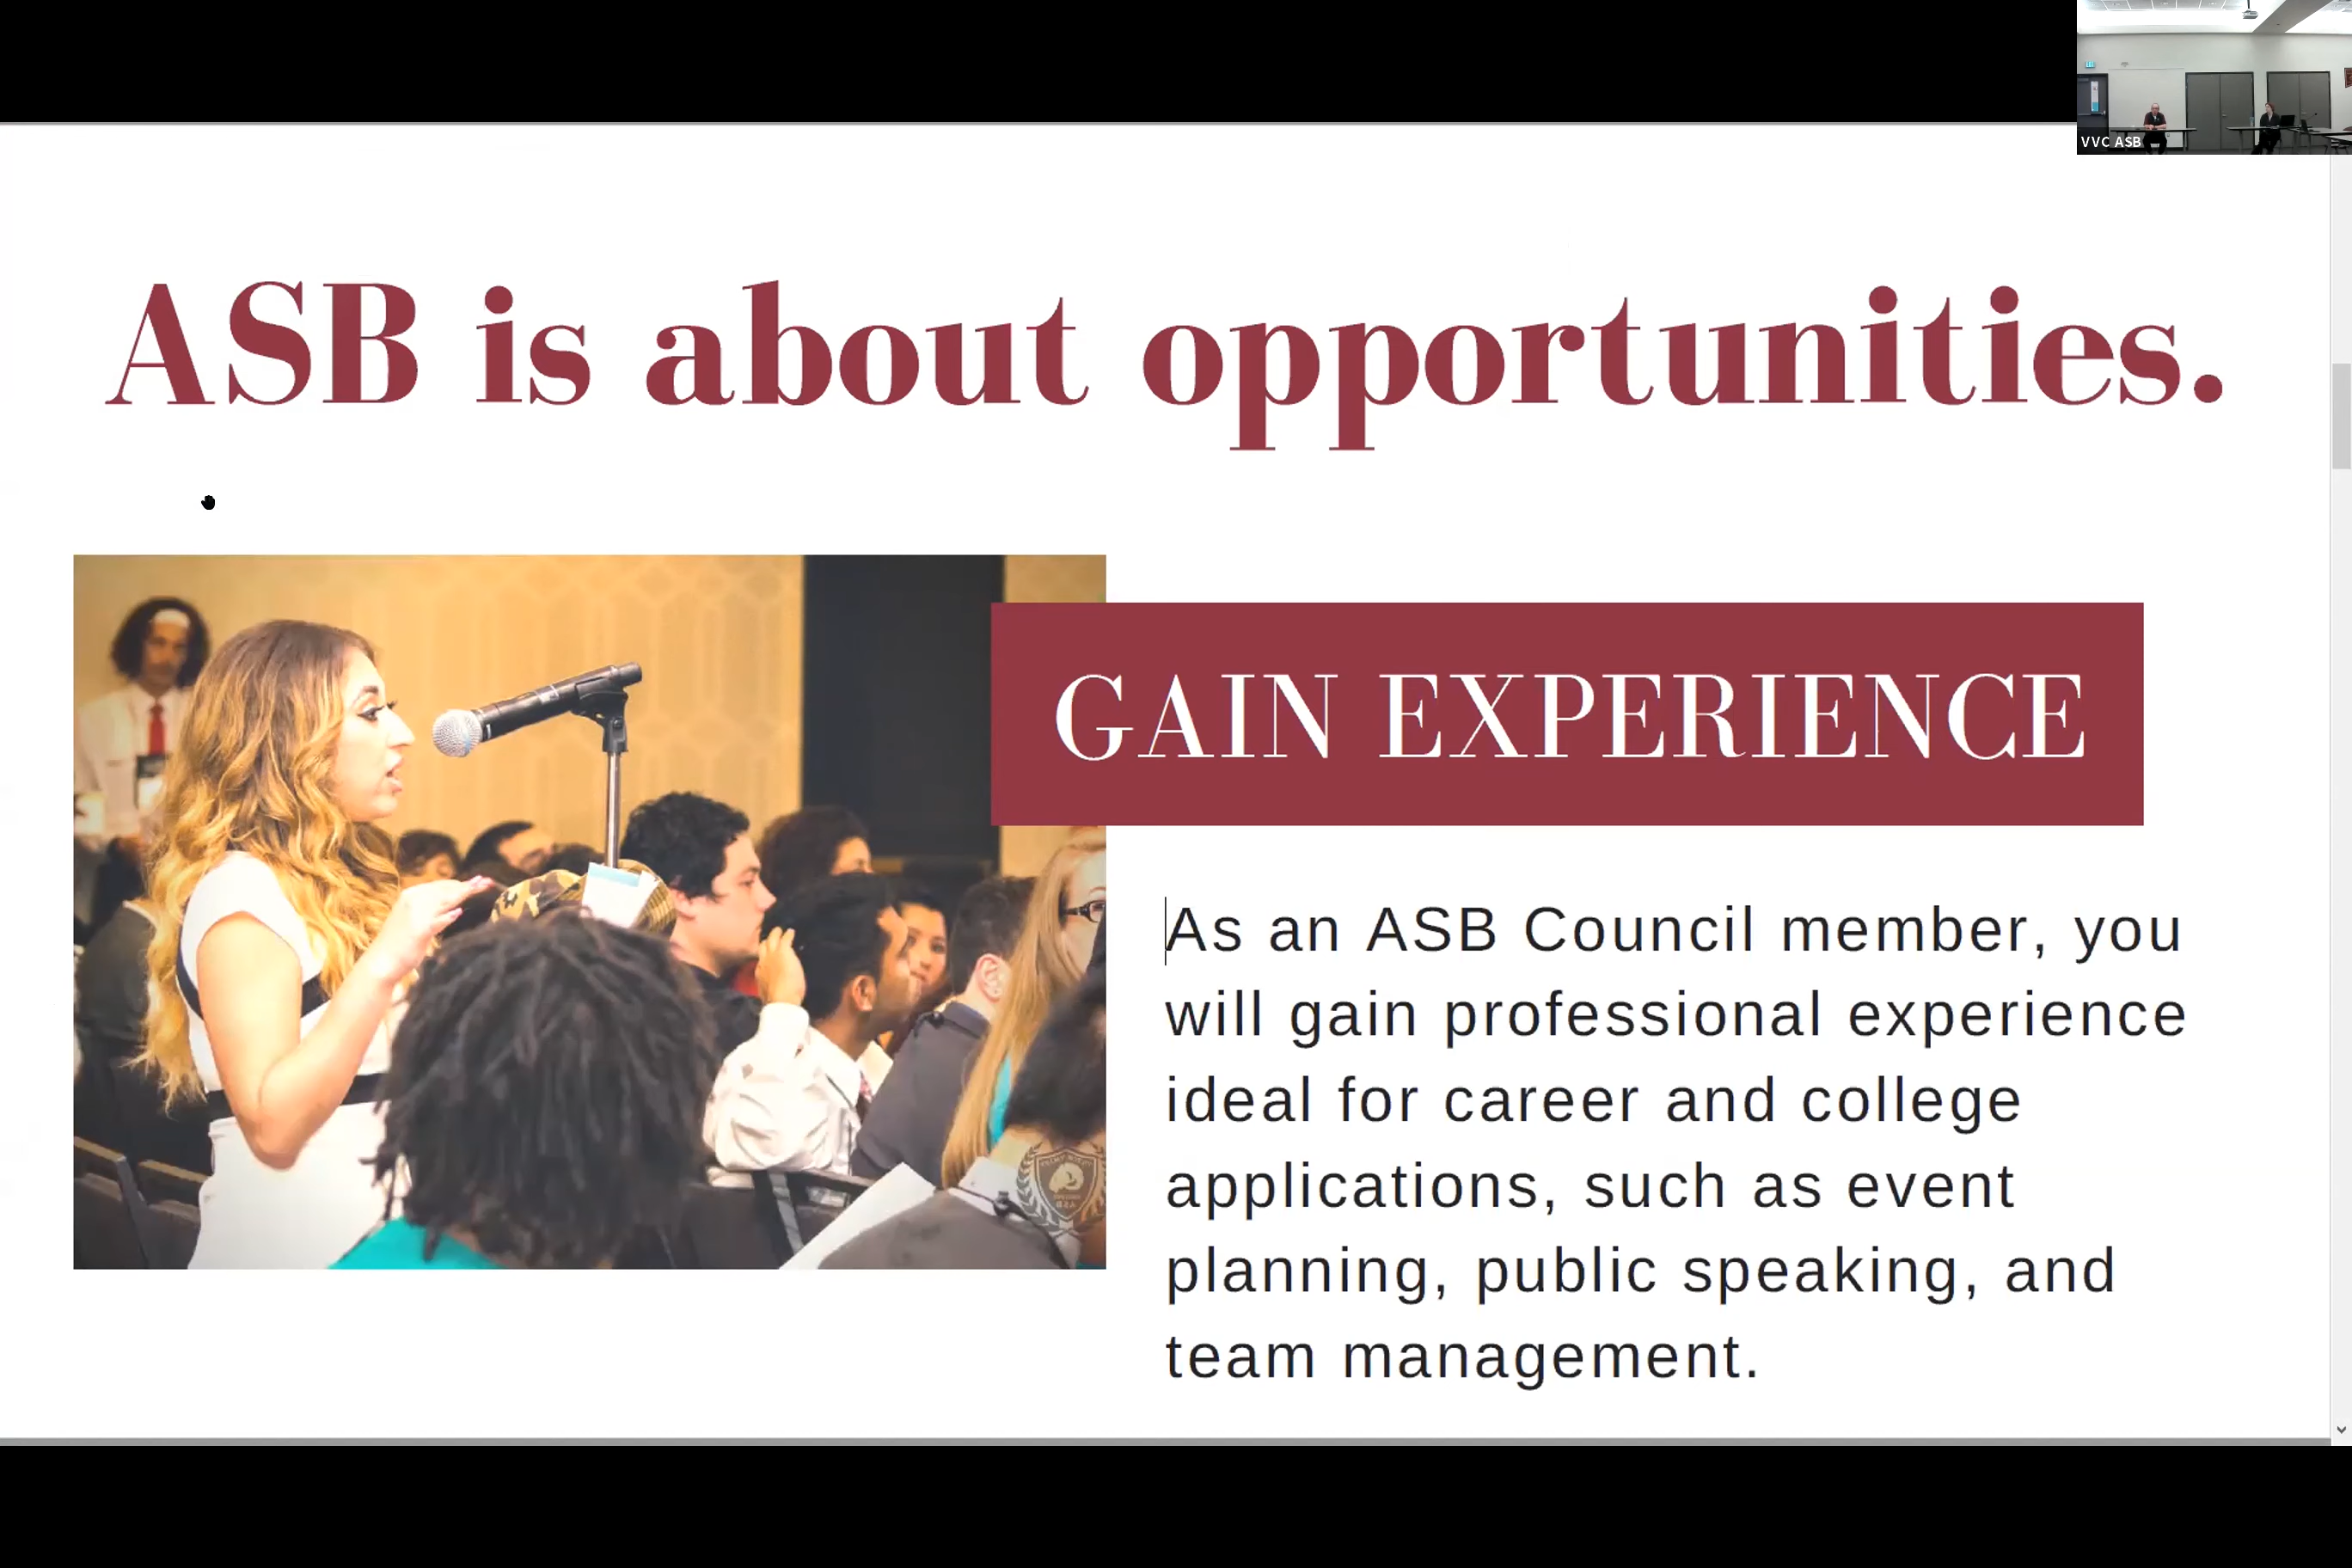 VVC ASB
ASB is about opportunities.
GAIN EXPERIENCE
As an ASB Council member, you
will gain professional experience
ideal for career and college
applications, such as event
planning, public speaking, and
team management.